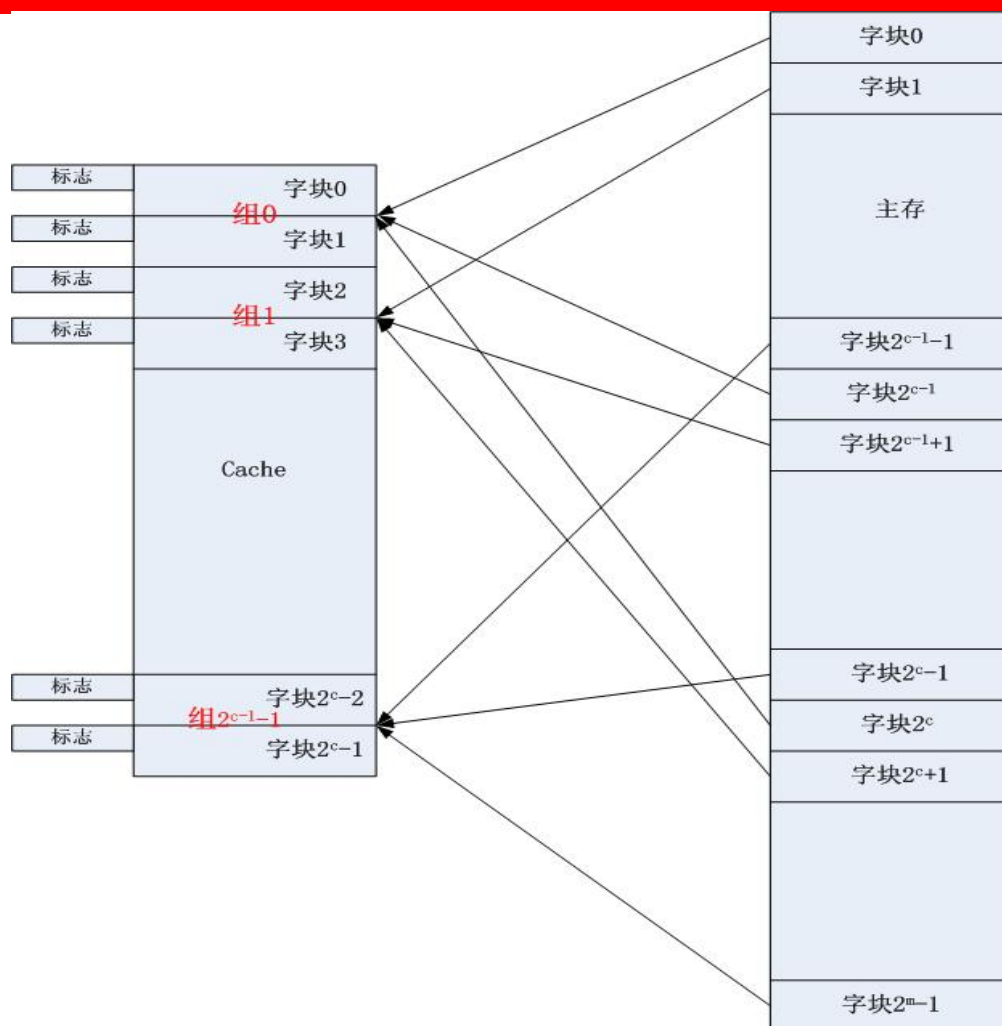 标志
字块0
组0
标志
字块1
标志
字块2
组1
标志
字块3
Cache
标志
字块2ᶜ-2
组2ᶜ⁻¹-1
标志
字块2ᶜ-1
字块0
字块1
主存
字块2ᶜ⁻¹-1
字块2ᶜ⁻¹
字块2ᶜ⁻¹+1
字块2ᶜ-1
字块2ᶜ
字块2ᶜ+1
字块2ᵐ-1